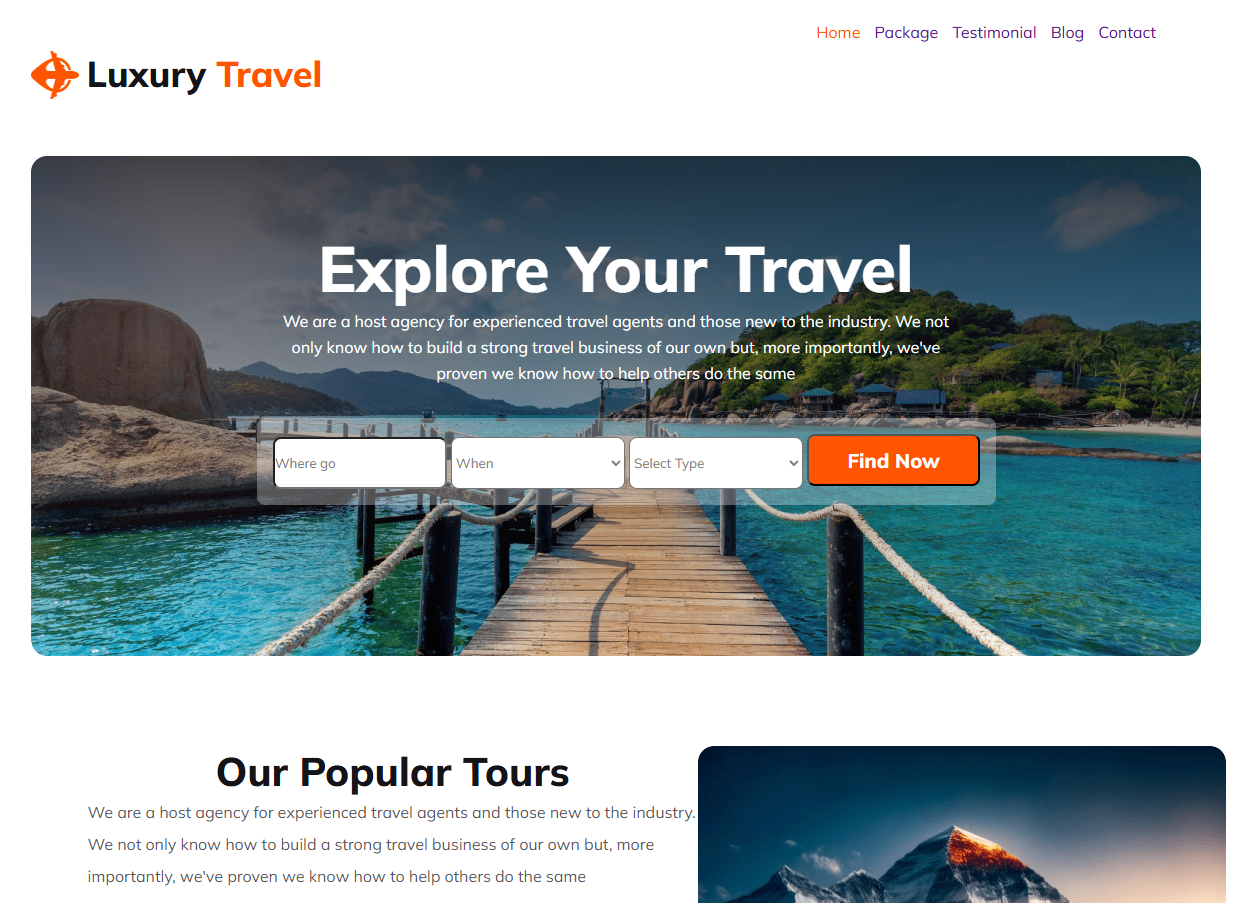 Home Package Testimonial Blog Contact
Luxury Travel
Explore Your Travel
We are a host agency for experienced travel agents and those new to the industry. We not
only know how to build a strong travel business of our own but, more importantly, we've
proven we know how to help others do the same
Where go When Select Type Find Now
Our Popular Tours
We are a host agency for experienced travel agents and those new to the industry.
We not only know how to build a strong travel business of our own but, more
importantly, we've proven we know how to help others do the same